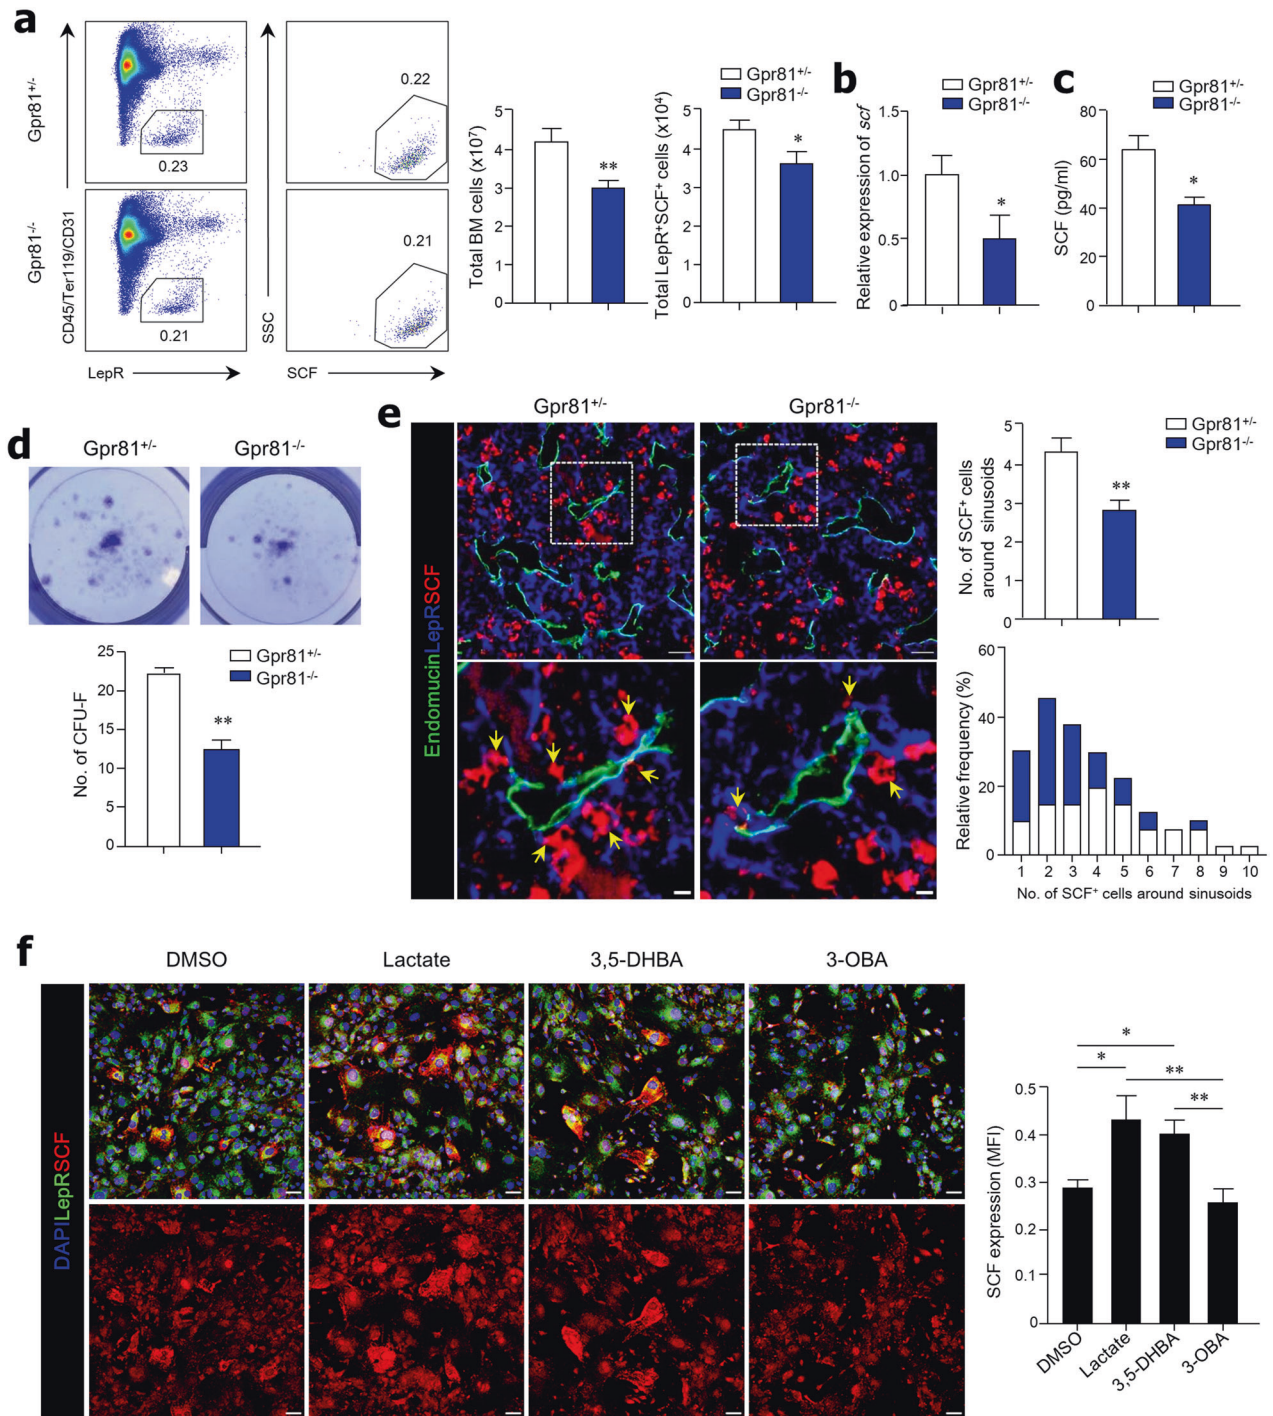 a
Gpr81+/-
Gpr81-/-
CD45/Ter119/CD31
0.23
0.21
LepR
SSC
0.22
0.21
SCF
Total BM cells (x10⁷)
5
4
3
2
1
0
**
Gpr81+/-
Gpr81-/-
Total LepR+SCF+ cells (x10⁴)
5
4
3
2
1
0
*
b
Gpr81+/-
Gpr81-/-
Relative expression of scf
1.5
1.0
0.5
0
*
c
Gpr81+/-
Gpr81-/-
SCF (pg/ml)
80
60
40
20
0
*
d
Gpr81+/-
Gpr81-/-
Gpr81+/-
Gpr81-/-
No. of CFU-F
25
20
15
10
5
0
**
e
Gpr81+/-
Gpr81-/-
EndomucinLepRSCF
Gpr81+/-
Gpr81-/-
No. of SCF+ cells
around sinusoids
5
4
3
2
1
0
**
Relative frequency (%)
60
40
20
0
1 2 3 4 5 6 7 8 9 10
No. of SCF+ cells around sinusoids
f
DMSO
Lactate
3,5-DHBA
3-OBA
DAPILepRSCF
SCF expression (MFI)
0.5
0.4
0.3
0.2
0.1
0
*
*
**
**
DMSO
Lactate
3,5-DHBA
3-OBA